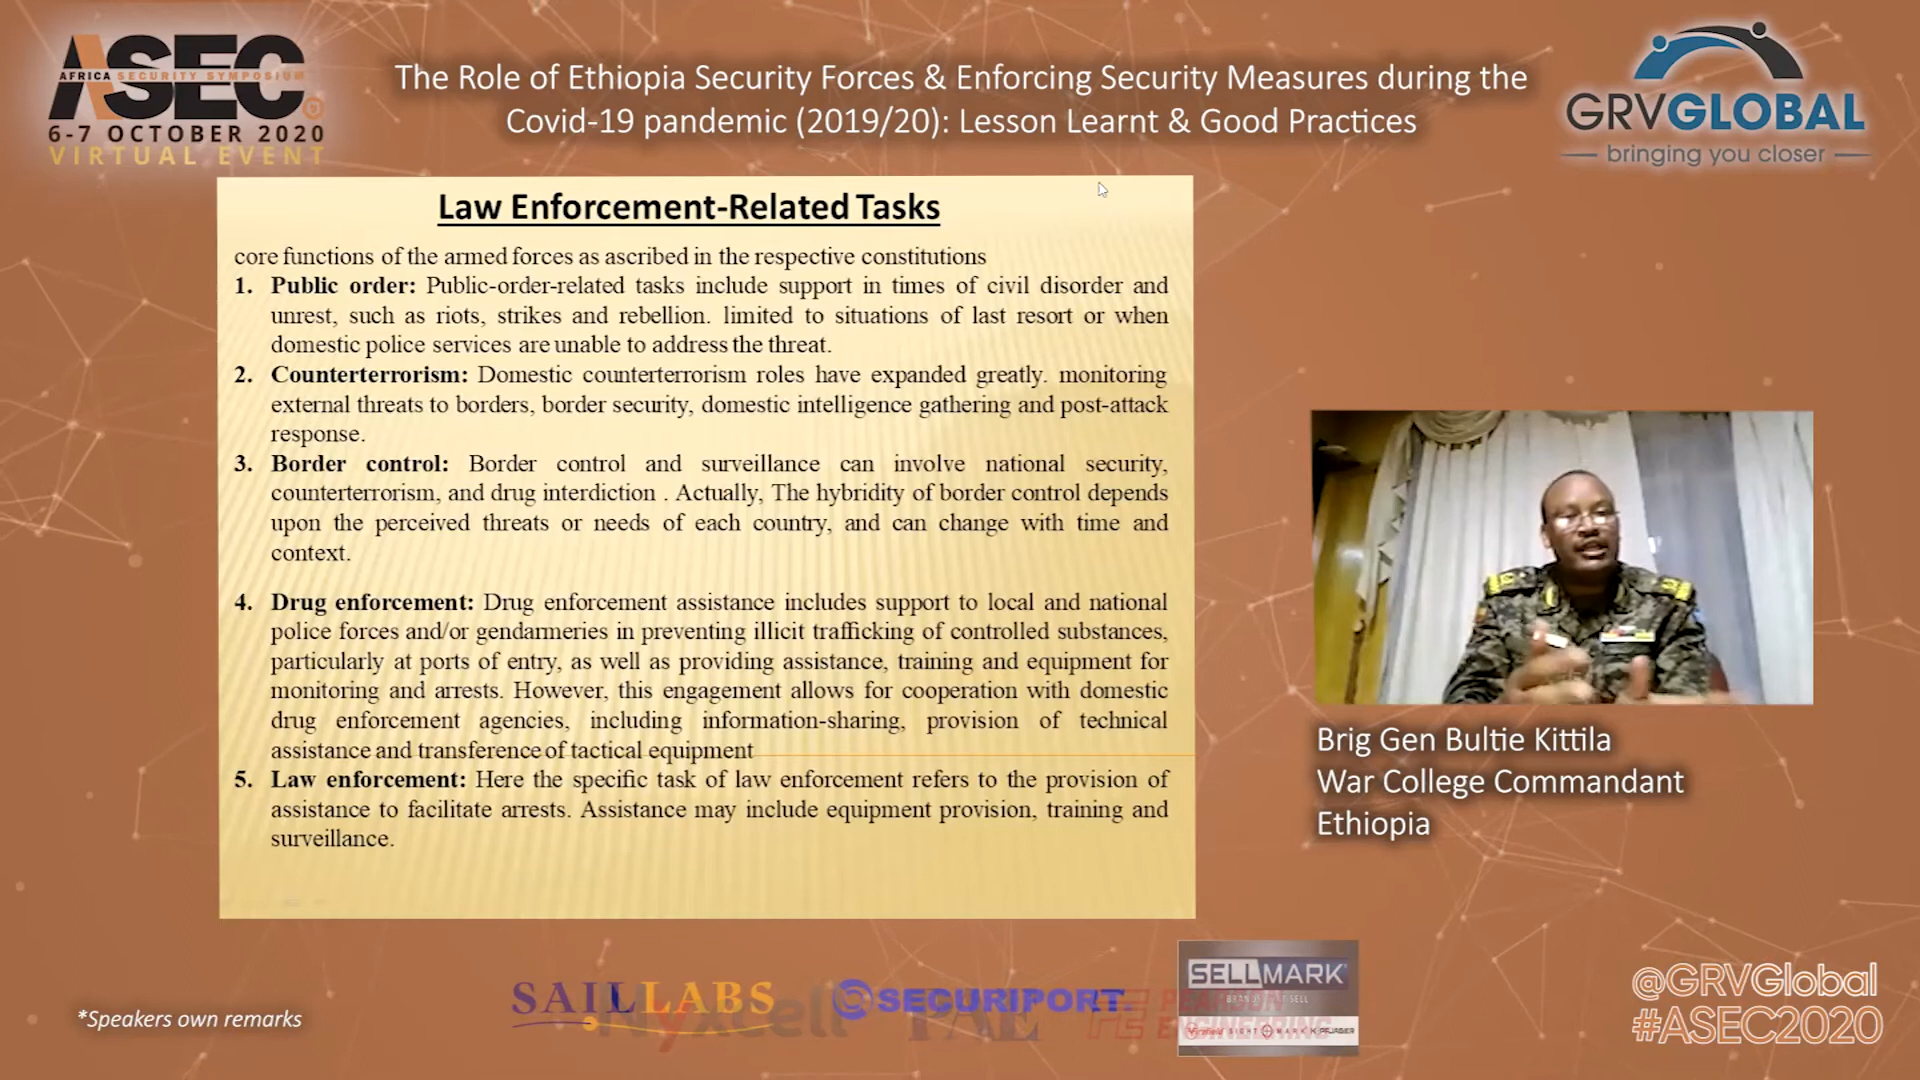 ASEC
AFRICA SECURITY SYMPOSIUM
6-7 OCTOBER 2020
VIRTUAL EVENT
The Role of Ethiopia Security Forces & Enforcing Security Measures during the
Covid-19 pandemic (2019/20): Lesson Learnt & Good Practices
GRVGLOBAL
bringing you closer
Law Enforcement-Related Tasks
core functions of the armed forces as ascribed in the respective constitutions
1. Public order: Public-order-related tasks include support in times of civil disorder and
unrest, such as riots, strikes and rebellion. limited to situations of last resort or when
domestic police services are unable to address the threat.
2. Counterterrorism: Domestic counterterrorism roles have expanded greatly. monitoring
external threats to borders, border security, domestic intelligence gathering and post-attack
response.
3. Border control: Border control and surveillance can involve national security,
counterterrorism, and drug interdiction . Actually, The hybridity of border control depends
upon the perceived threats or needs of each country, and can change with time and
context.
4. Drug enforcement: Drug enforcement assistance includes support to local and national
police forces and/or gendarmeries in preventing illicit trafficking of controlled substances,
particularly at ports of entry, as well as providing assistance, training and equipment for
monitoring and arrests. However, this engagement allows for cooperation with domestic
drug enforcement agencies, including information-sharing, provision of technical
assistance and transference of tactical equipment
5. Law enforcement: Here the specific task of law enforcement refers to the provision of
assistance to facilitate arrests. Assistance may include equipment provision, training and
surveillance.
Brig Gen Bultie Kittila
War College Commandant
Ethiopia
*Speakers own remarks
SAIL LABS
SECURIPORT
PAE
PEARSON
ENGINEERING
SELLMARK
@GRVGlobal
#ASEC2020